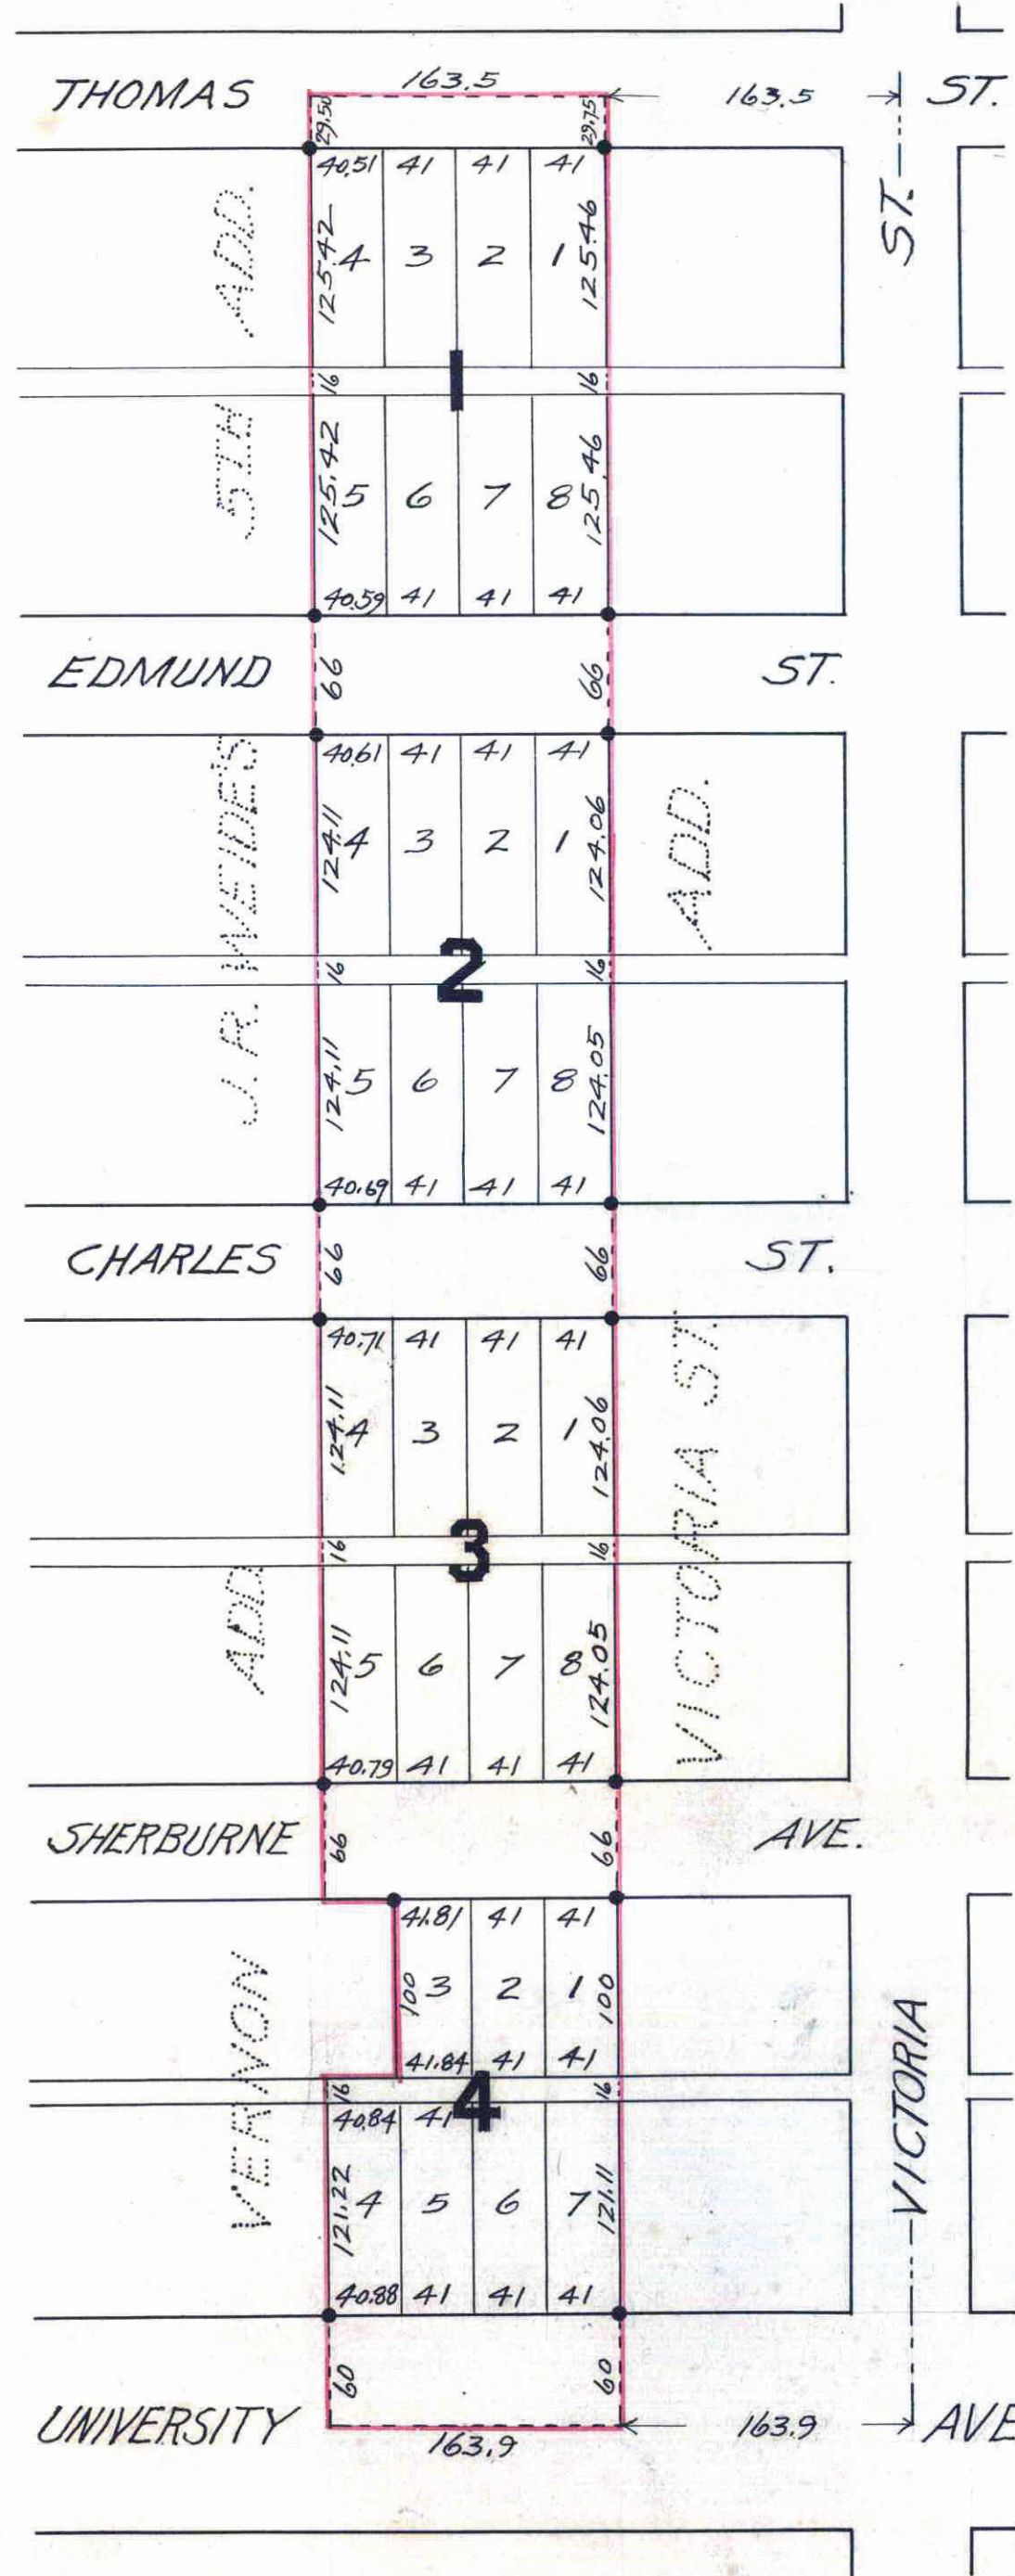 163.5
THOMAS 163.5 ST.
29.50 29.75
40.51 41 41 41
ADD. 125.42 4 3 2 1 125.46 ST.
16 1 16
5TH 125.42 5 6 7 8 125.46
40.59 41 41 41
EDMUND 66 66 ST.
40.61 41 41 41
J. R. WEIDE'S 124.11 4 3 2 1 124.06 ADD.
16 2 16
124.11 5 6 7 8 124.05
40.69 41 41 41
CHARLES 66 66 ST.
40.71 41 41 41
124.11 4 3 2 1 124.06 VICTORIA ST.
16 3 16
ADD 124.11 5 6 7 8 124.05
40.79 41 41 41
SHERBURNE 66 66 AVE.
41.81 41 41
VERNON 100 3 2 1 100 VICTORIA
41.84 41 41
16 4 16
40.84 41
121.22 4 5 6 7 121.11
40.88 41 41 41
60 60
UNIVERSITY 163.9 AVE
163.9